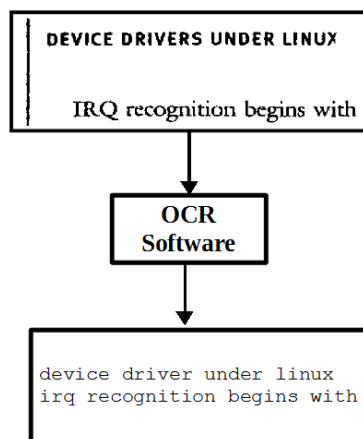 DEVICE DRIVERS UNDER LINUX
IRQ recognition begins with
OCR
Software
device driver under linux
irq recognition begins with